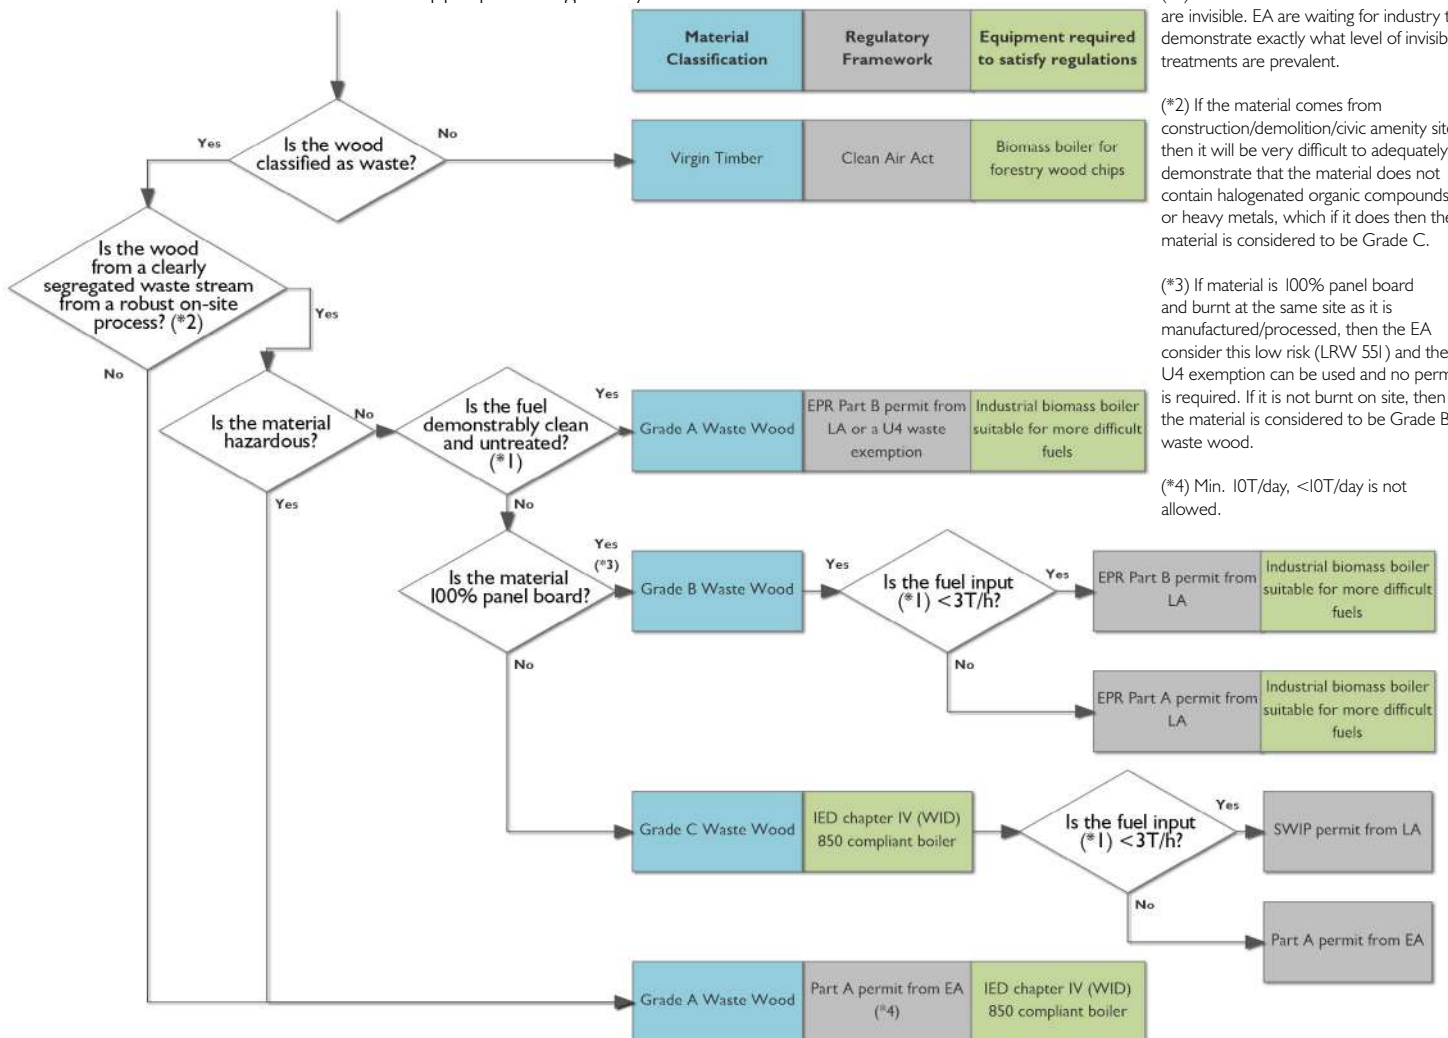 Material
Classification
Regulatory
Framework
Equipment required
to satisfy regulations
Is the wood
classified as waste?
Yes
No
Virgin Timber
Clean Air Act
Biomass boiler for
forestry wood chips
Is the wood
from a clearly
segregated waste stream
from a robust on-site
process? (*2)
Yes
No
Is the material
hazardous?
No
Yes
Is the fuel
demonstrably clean
and untreated?
(*1)
Yes
No
Grade A Waste Wood
EPR Part B permit from
LA or a U4 waste
exemption
Industrial biomass boiler
suitable for more difficult
fuels
Is the material
100% panel board?
Yes
(*3)
No
Grade B Waste Wood
Yes
Is the fuel input
(*1) <3T/h?
Yes
No
EPR Part B permit from
LA
Industrial biomass boiler
suitable for more difficult
fuels
EPR Part A permit from
LA
Industrial biomass boiler
suitable for more difficult
fuels
Grade C Waste Wood
IED chapter IV (WID)
850 compliant boiler
Is the fuel input
(*1) <3T/h?
Yes
No
SWIP permit from LA
Part A permit from EA
Grade A Waste Wood
Part A permit from EA
(*4)
IED chapter IV (WID)
850 compliant boiler
are invisible. EA are waiting for industry
demonstrate exactly what level of
treatments are prevalent.
(*2) If the material comes from
construction/demolition/civic amenity
then it will be very difficult to adequately
demonstrate that the material does not
contain halogenated organic compounds
or heavy metals, which if it does then the
material is considered to be Grade C.
(*3) If material is 100% panel board
and burnt at the same site as it is
manufactured/processed, then the EA
consider this low risk (LRW 551) and the
U4 exemption can be used and no
is required. If it is not burnt on site, then
the material is considered to be Grade B
waste wood.
(*4) Min. 10T/day, <10T/day is not
allowed.